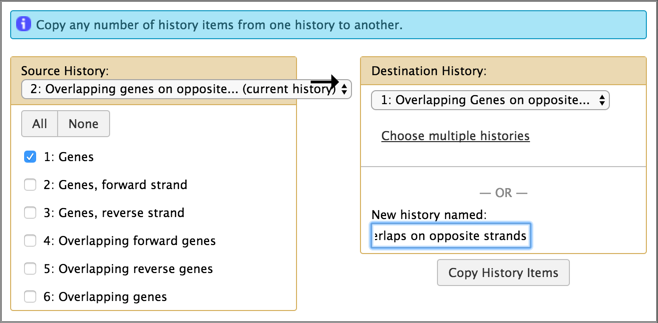 Copy any number of history items from one history to another.
Source History:
2: Overlapping genes on opposite... (current history)
All
None
1: Genes
2: Genes, forward strand
3: Genes, reverse strand
4: Overlapping forward genes
5: Overlapping reverse genes
6: Overlapping genes
Destination History:
1: Overlapping Genes on opposite...
Choose multiple histories
— OR —
New history named:
erlaps on opposite strands
Copy History Items